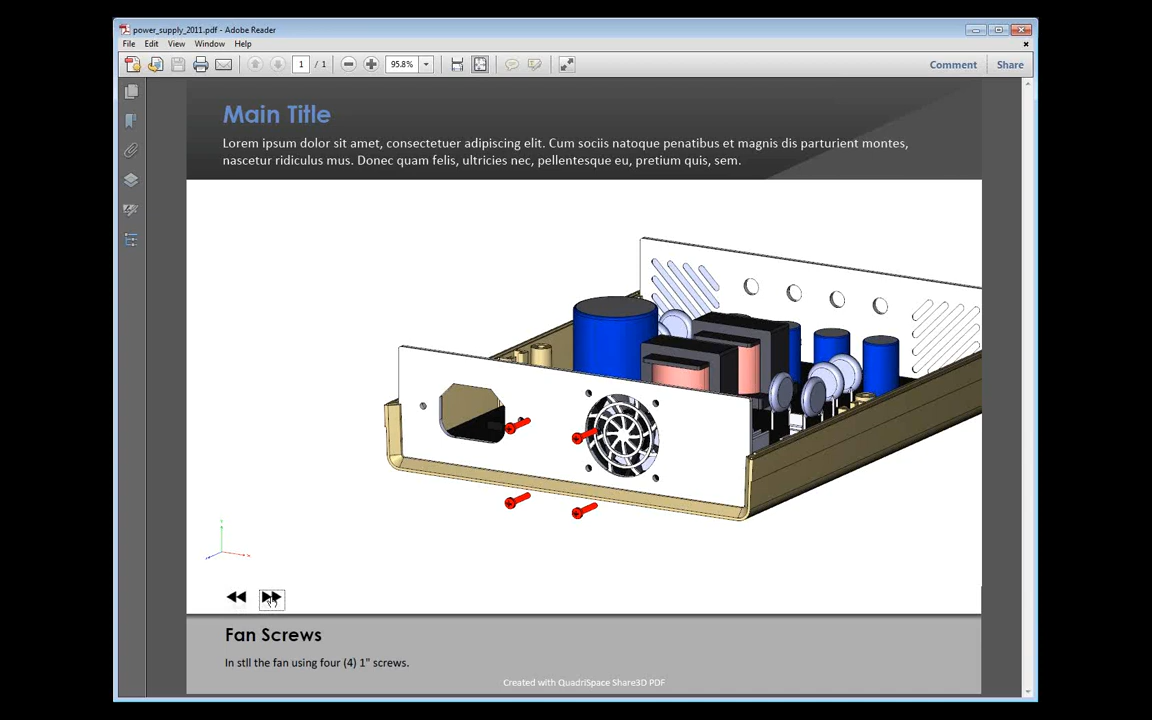 power_supply_2011.pdf - Adobe Reader
File Edit View Window Help
1 / 1 95.8% Comment Share
Main Title
Lorem ipsum dolor sit amet, consectetuer adipiscing elit. Cum sociis natoque penatibus et magnis dis parturient montes,
nascetur ridiculus mus. Donec quam felis, ultricies nec, pellentesque eu, pretium quis, sem.
Fan Screws
In stll the fan using four (4) 1" screws.
Created with QuadriSpace Share3D PDF